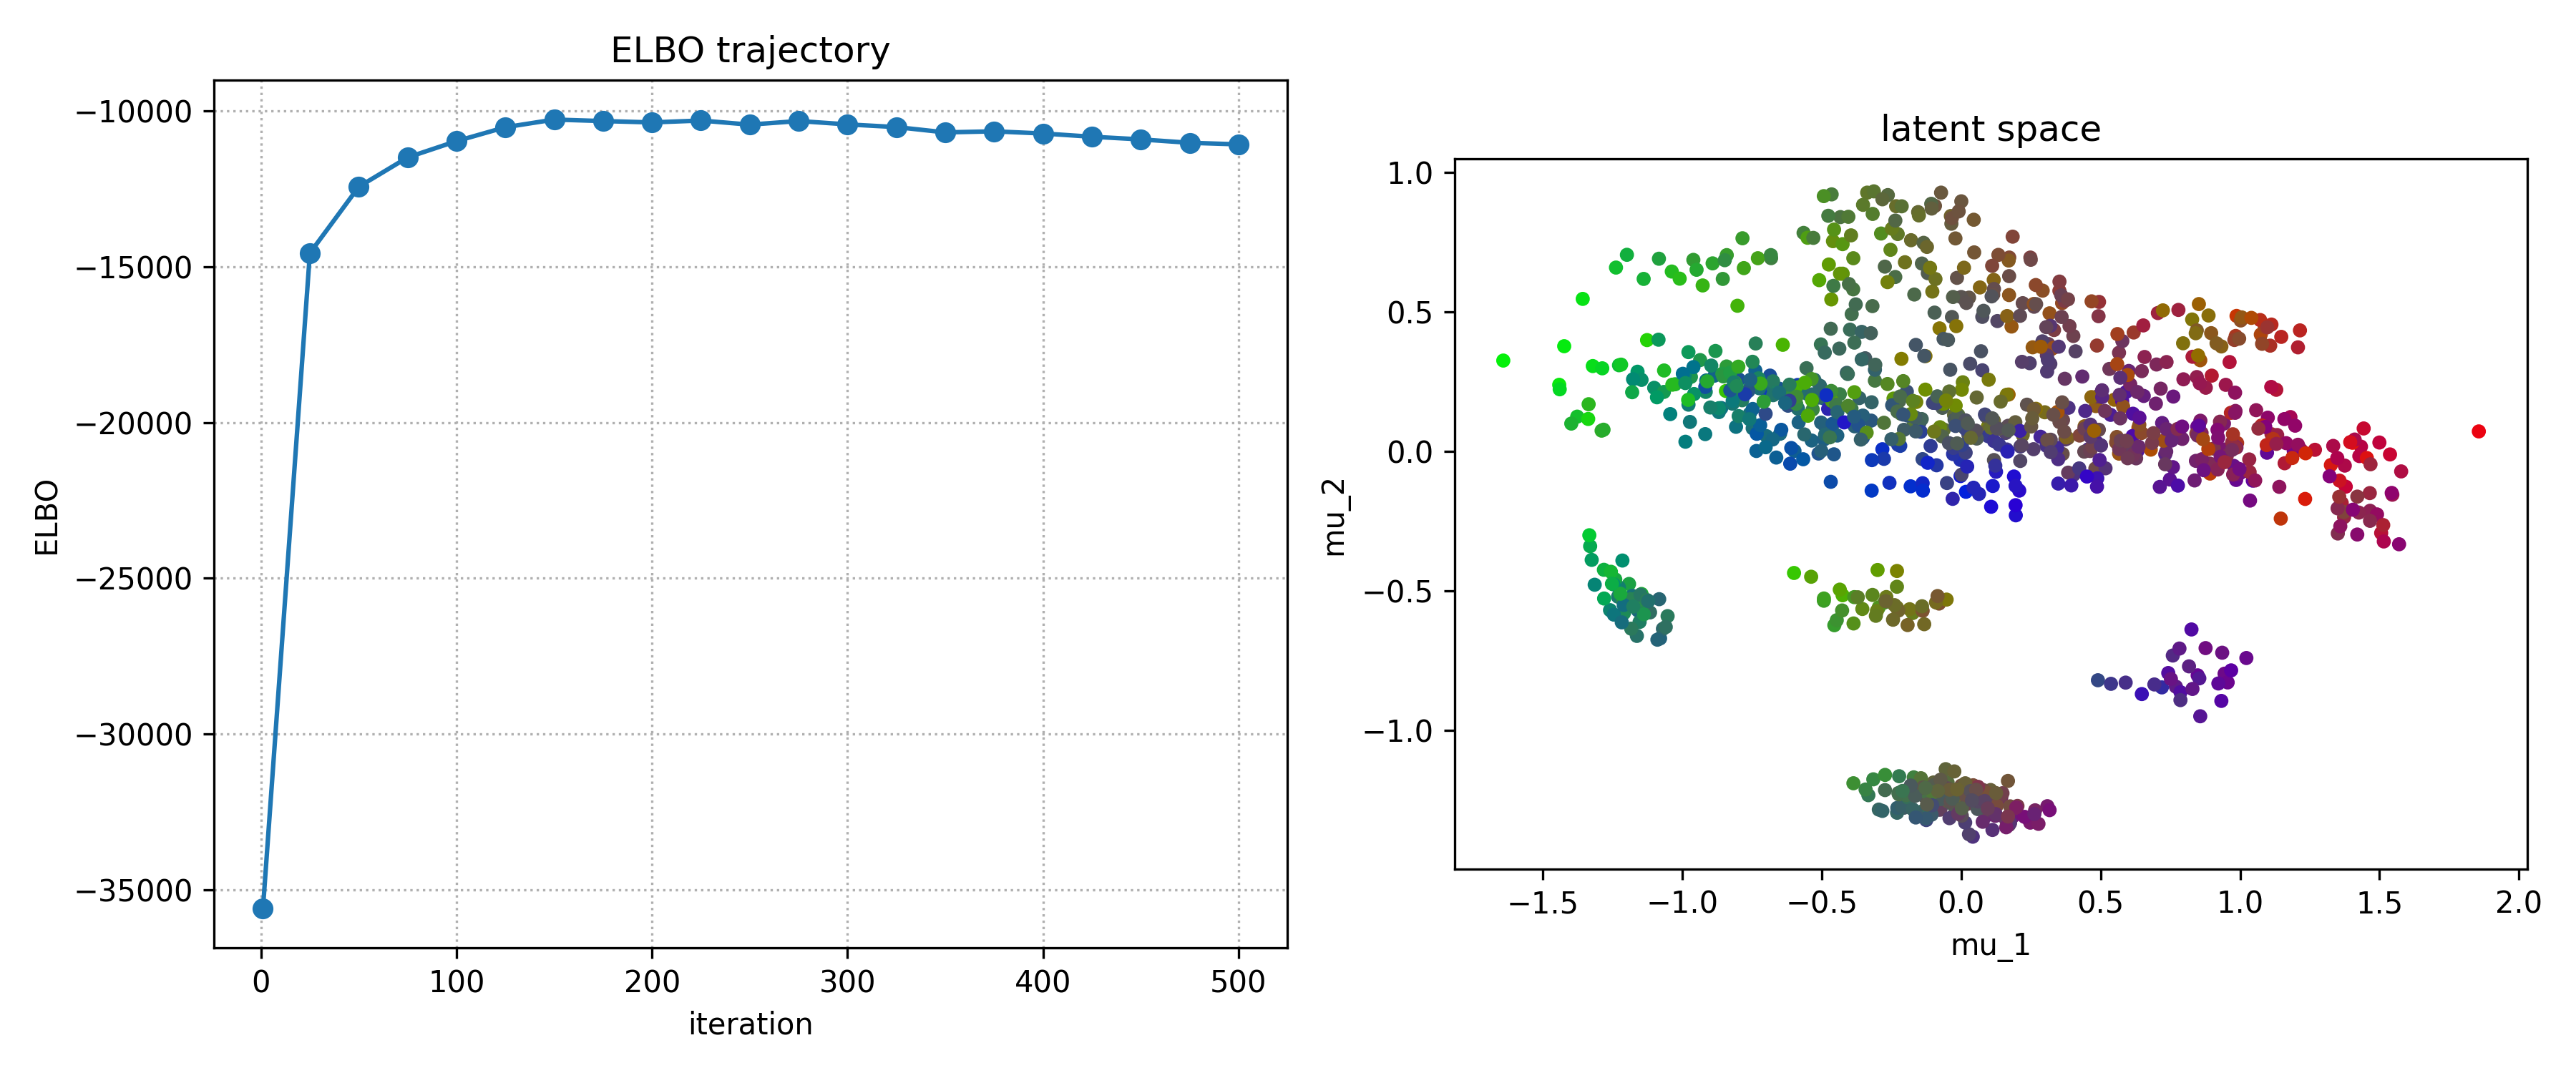 ELBO trajectory
ELBO
−10000
−15000
−20000
−25000
−30000
−35000
0 100 200 300 400 500
iteration
latent space
mu_2
1.0
0.5
0.0
−0.5
−1.0
−1.5 −1.0 −0.5 0.0 0.5 1.0 1.5 2.0
mu_1